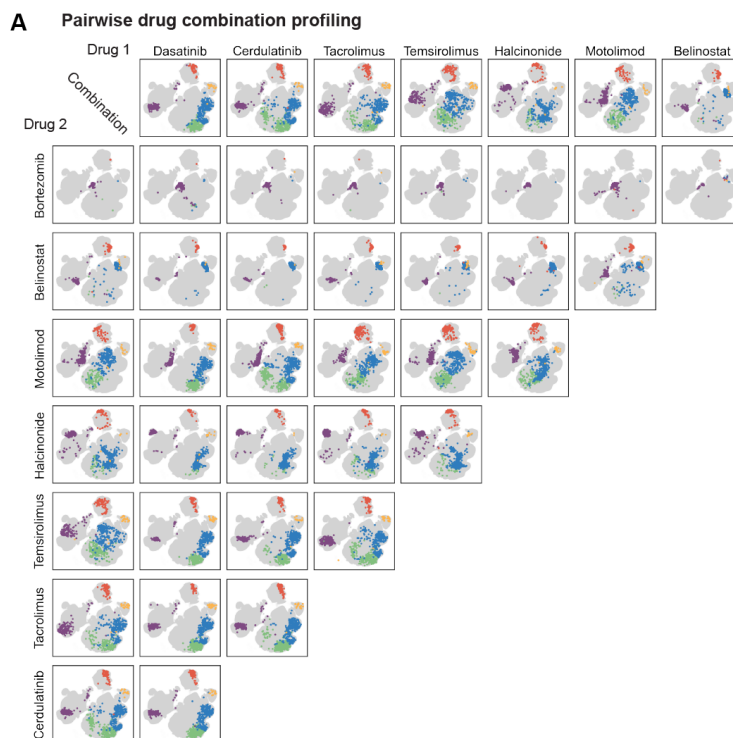 A Pairwise drug combination profiling
Drug 1
Dasatinib Cerdulatinib Tacrolimus Temsirolimus Halcinonide Motolimod Belinostat
Combination
Drug 2
Bortezomib
Belinostat
Motolimod
Halcinonide
Temsirolimus
Tacrolimus
Cerdulatinib